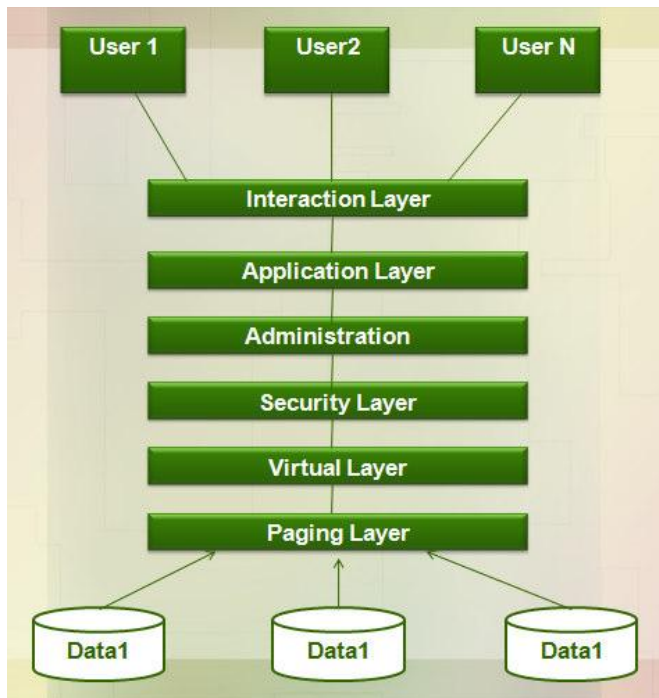 User 1
User2
User N
Interaction Layer
Application Layer
Administration
Security Layer
Virtual Layer
Paging Layer
Data1
Data1
Data1